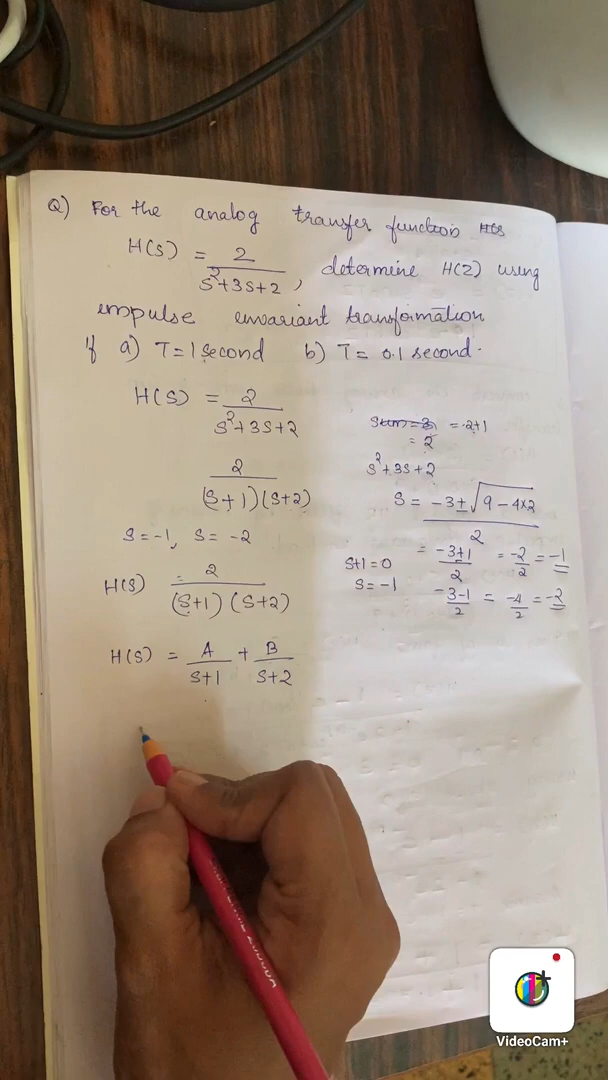 Q) For the analog transfer function
H(S) = 2 / S²+3S+2 , determine H(Z) using
impulse invariant transformation
if a) T=1 second b) T= 0.1 second.
H(S) = 2 / S²+3S+2
2 / (S+1)(S+2)
S=-1, S= -2
H(S) = 2 / (S+1)(S+2)
H(S) = A / S+1 + B / S+2
Sum=3 = 2+1
= 2
S²+3S+2
S = -3±√9-4×2 / 2
= -3+1 / 2 = -2/2 = -1
S+1=0
S=-1
-3-1 / 2 = -4/2 = -2
VideoCam+